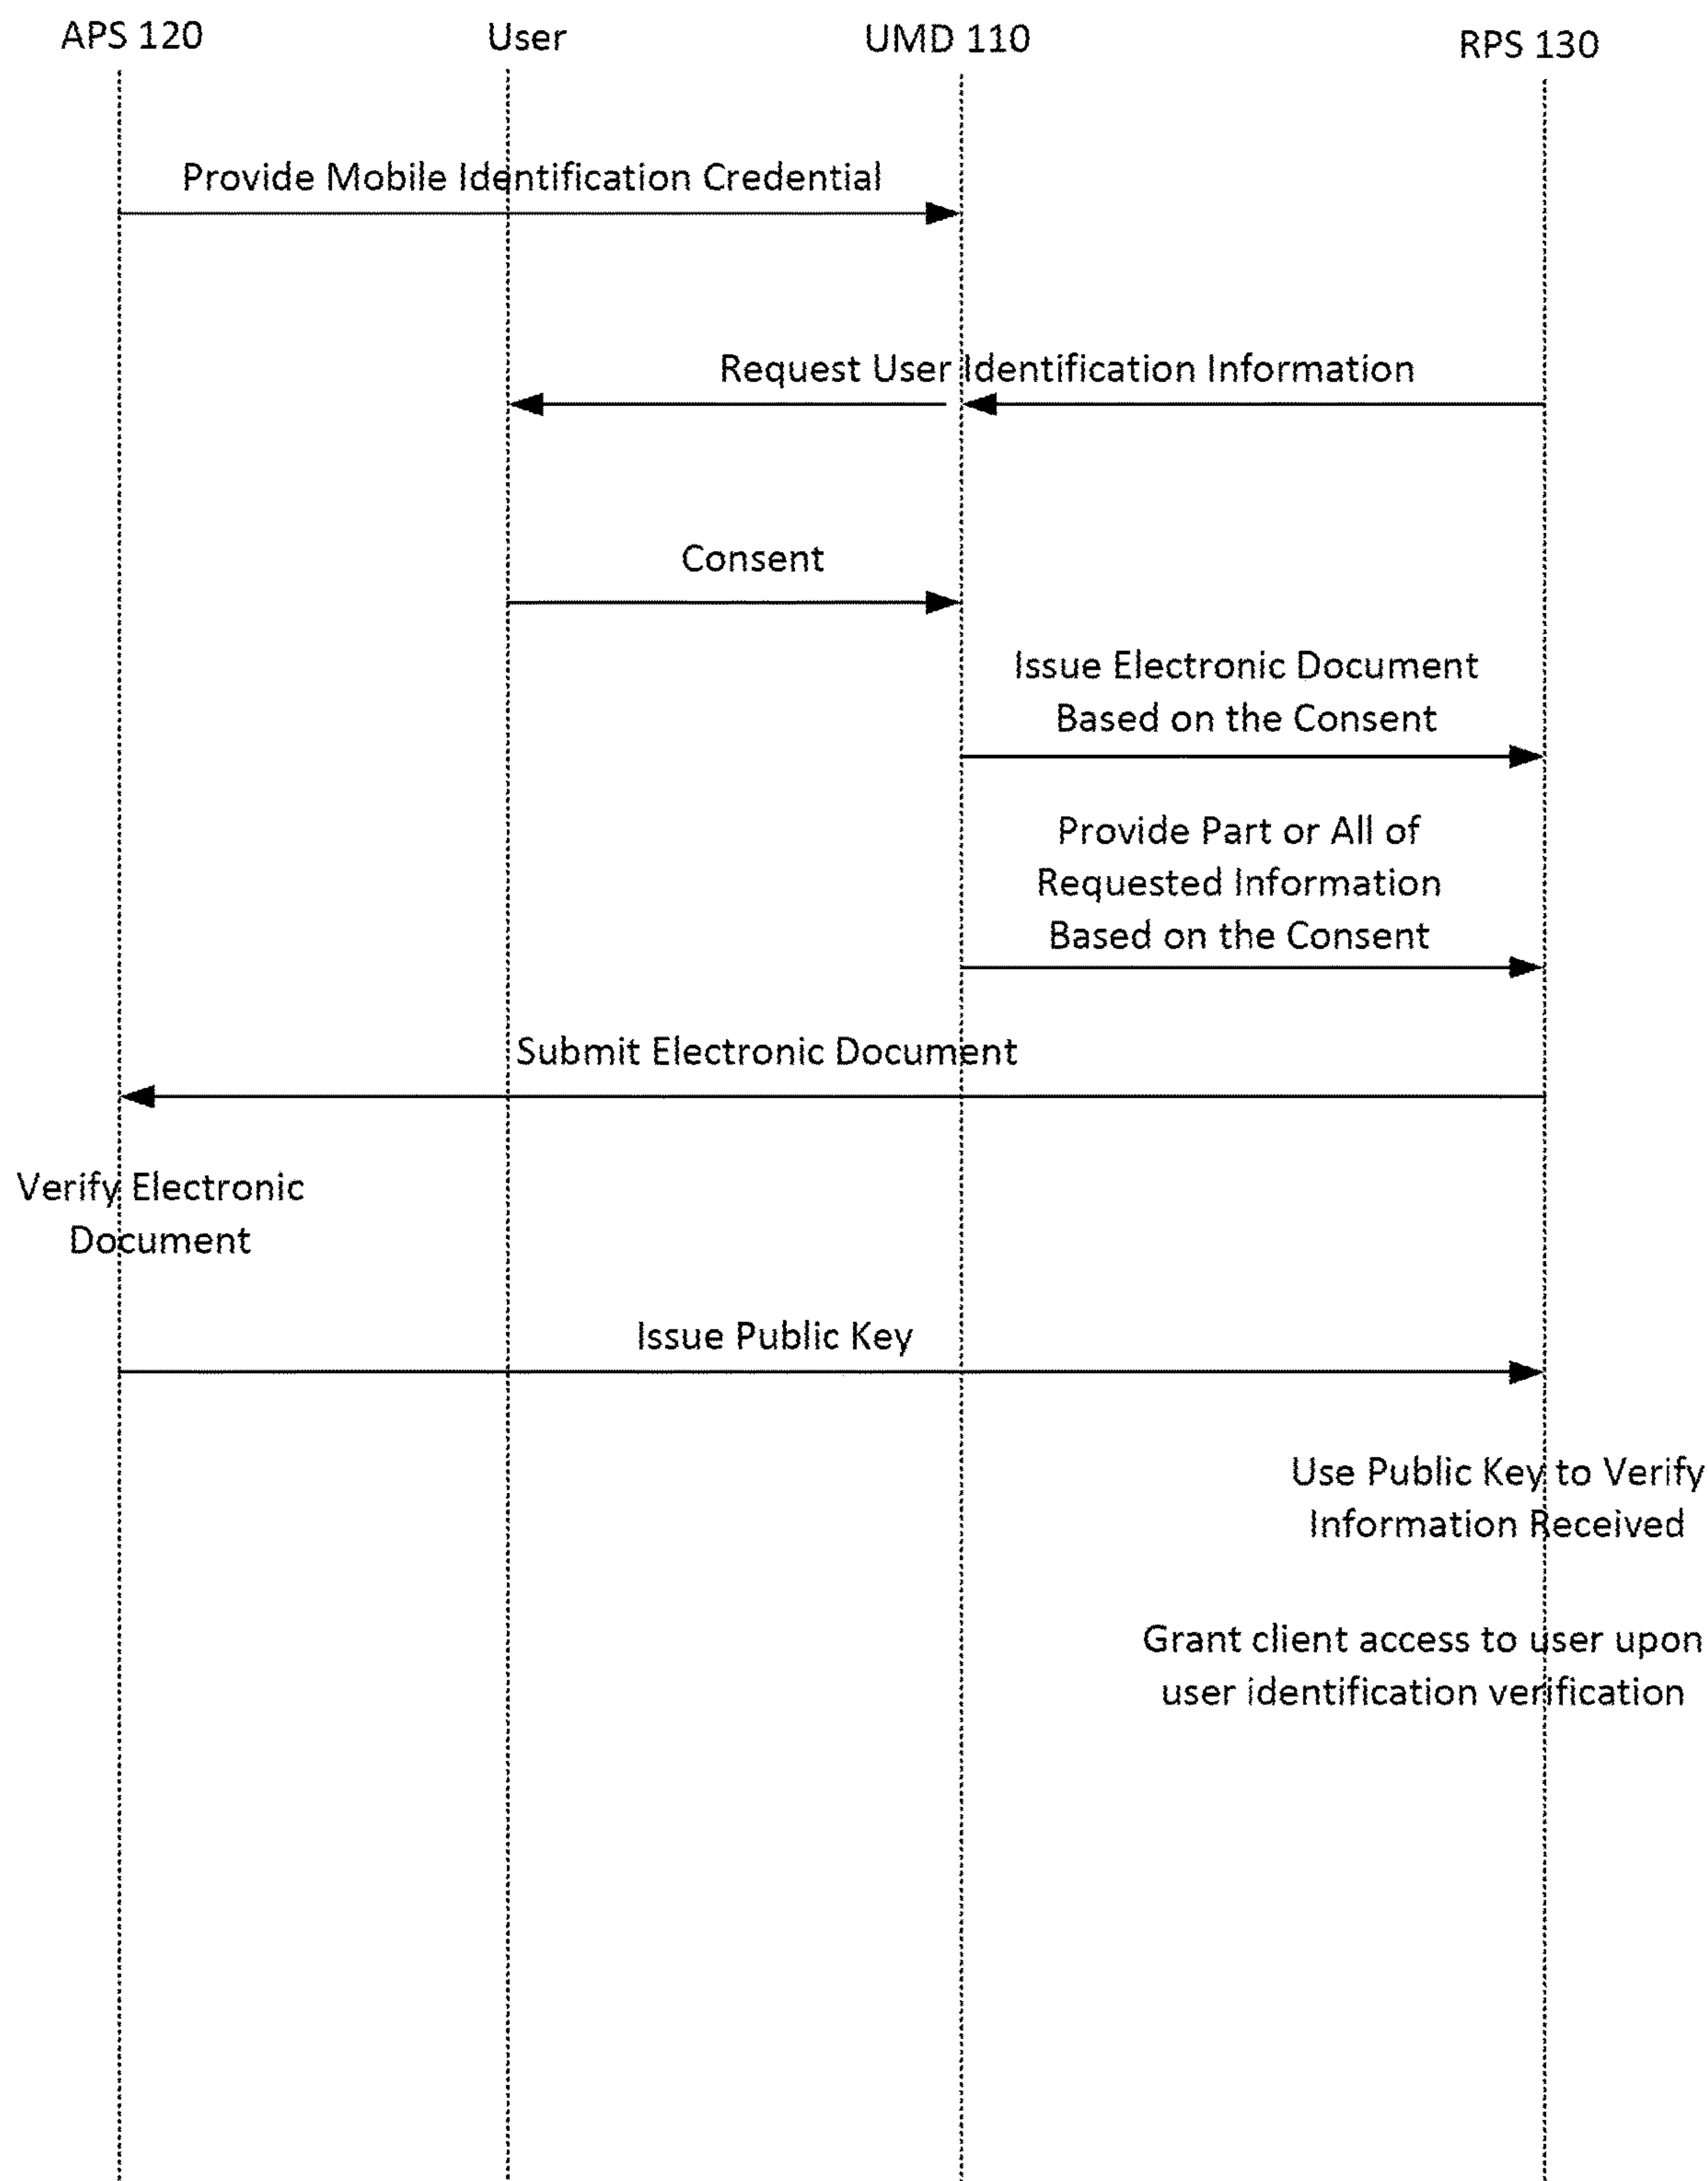 APS 120
User
UMD 110
RPS 130
Provide Mobile Identification Credential
Request User Identification Information
Consent
Issue Electronic Document
Based on the Consent
Provide Part or All of
Requested Information
Based on the Consent
Submit Electronic Document
Verify Electronic
Document
Issue Public Key
Use Public Key to Verify
Information Received
Grant client access to user upon
user identification verification